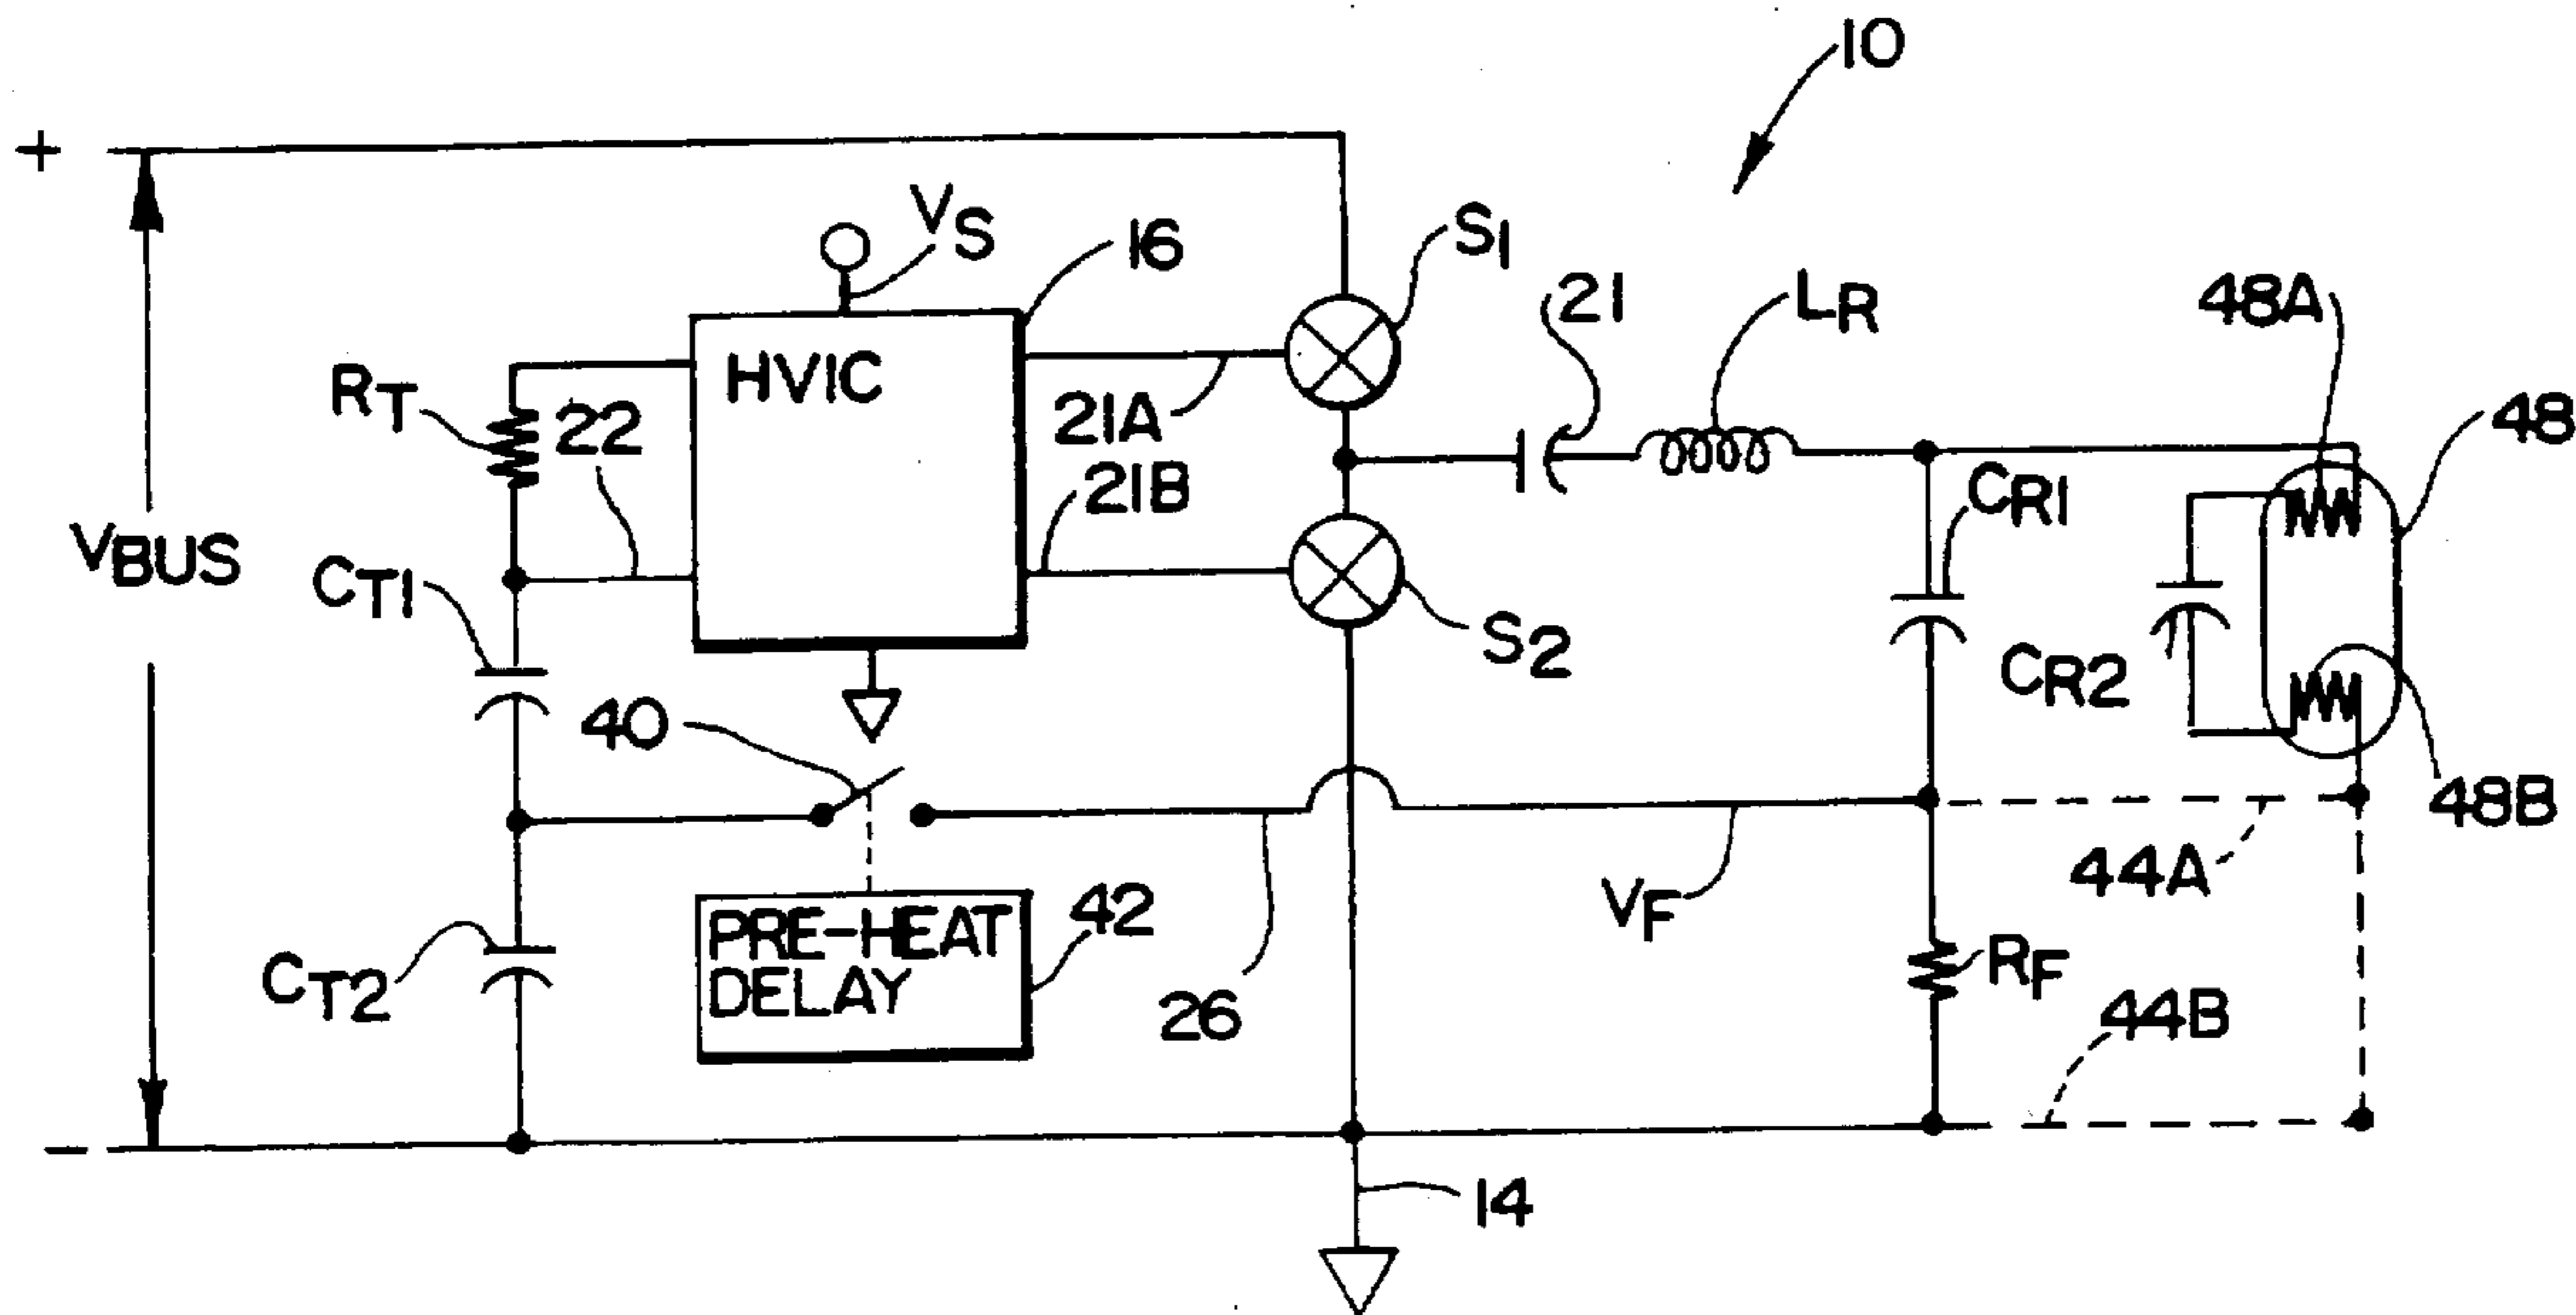 10
+
VS
16
S1
21
LR
48A
HVIC
RT
22
21A
48
21B
CR1
VBUS
CT1
S2
CR2
40
48B
44A
VF
PRE-HEAT
DELAY
42
CT2
26
RF
44B
-
14